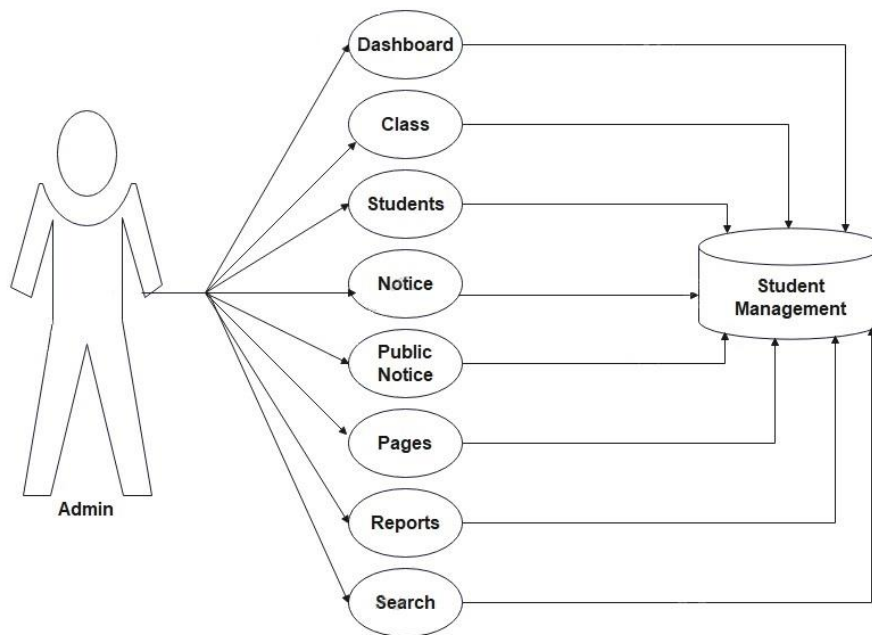 Dashboard
Class
Students
Notice
Public
Notice
Pages
Reports
Search
Admin
Student
Management